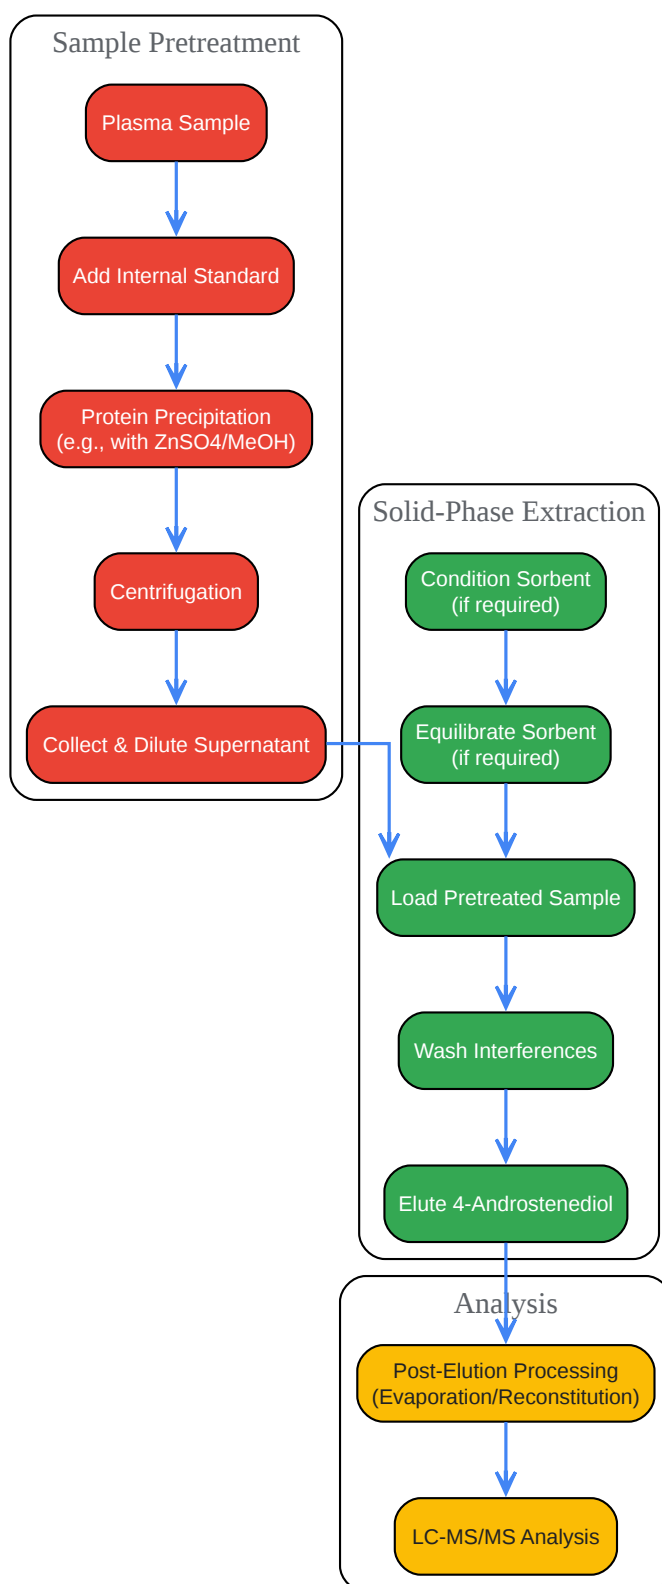 Sample Pretreatment
Plasma Sample
Add Internal Standard
Protein Precipitation
(e.g., with ZnSO4/MeOH)
Centrifugation
Collect & Dilute Supernatant
Solid-Phase Extraction
Condition Sorbent
(if required)
Equilibrate Sorbent
(if required)
Load Pretreated Sample
Wash Interferences
Elute 4-Androstenediol
Analysis
Post-Elution Processing
(Evaporation/Reconstitution)
LC-MS/MS Analysis